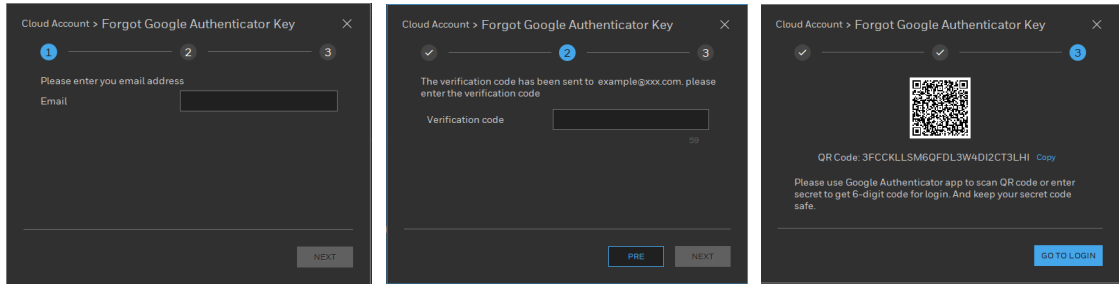 Cloud Account > Forgot Google Authenticator Key
1
2
3
Please enter you email address
Email
NEXT
Cloud Account > Forgot Google Authenticator Key
2
3
The verification code has been sent to example@xxx.com. please
enter the verification code
Verification code
59
PRE
NEXT
Cloud Account > Forgot Google Authenticator Key
3
QR Code: 3FCCKLLSM6QFDL3W4DI2CT3LHI Copy
Please use Google Authenticator app to scan QR code or enter
secret to get 6-digit code for login. And keep your secret code
safe.
GO TO LOGIN